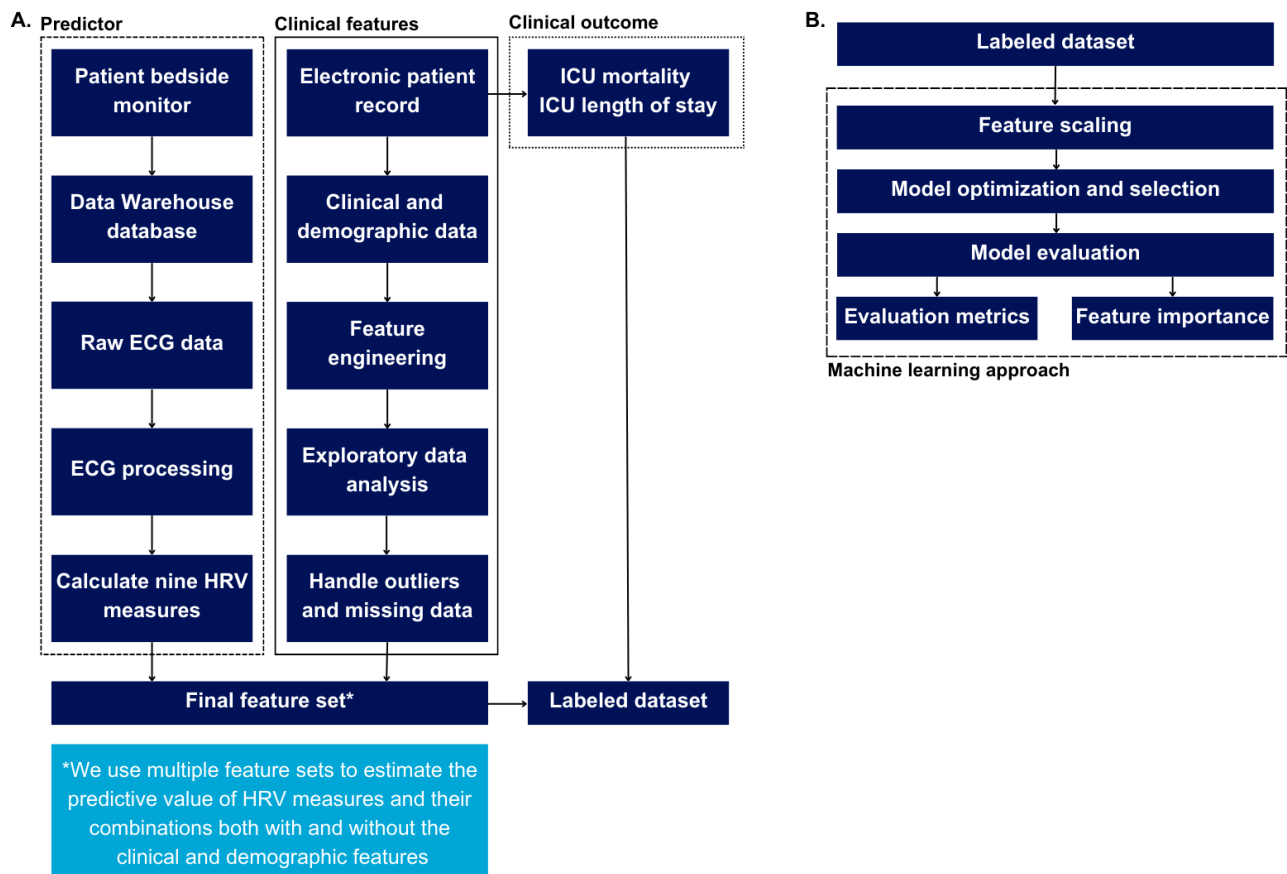 A.
Predictor
Patient bedside
monitor
Data Warehouse
database
Raw ECG data
ECG processing
Calculate nine HRV
measures
Clinical features
Electronic patient
record
Clinical and
demographic data
Feature
engineering
Exploratory data
analysis
Handle outliers
and missing data
Clinical outcome
ICU mortality
ICU length of stay
Final feature set*
Labeled dataset
*We use multiple feature sets to estimate the
predictive value of HRV measures and their
combinations both with and without the
clinical and demographic features
B.
Labeled dataset
Feature scaling
Model optimization and selection
Model evaluation
Evaluation metrics
Feature importance
Machine learning approach